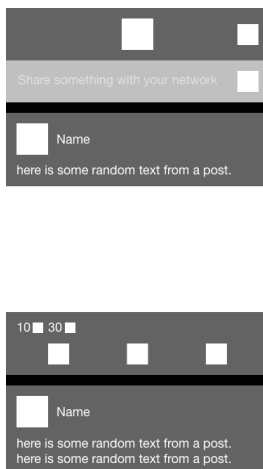 Share something with your network
Name
here is some random text from a post.
10 30
Name
here is some random text from a post.
here is some random text from a post.